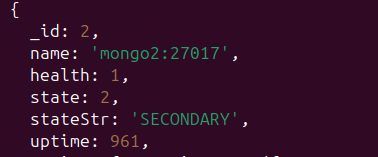 {
_id: 2,
name: 'mongo2:27017',
health: 1,
state: 2,
stateStr: 'SECONDARY',
uptime: 961,